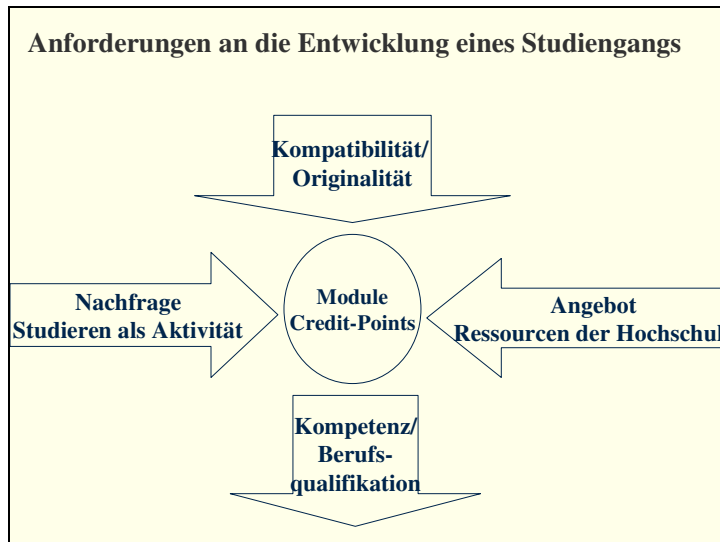 Anforderungen an die Entwicklung eines Studiengangs
Kompatibilität/
Originalität
Nachfrage
Studieren als Aktivität
Module
Credit-Points
Angebot
Ressourcen der Hochschul
Kompetenz/
Berufs-
qualifikation